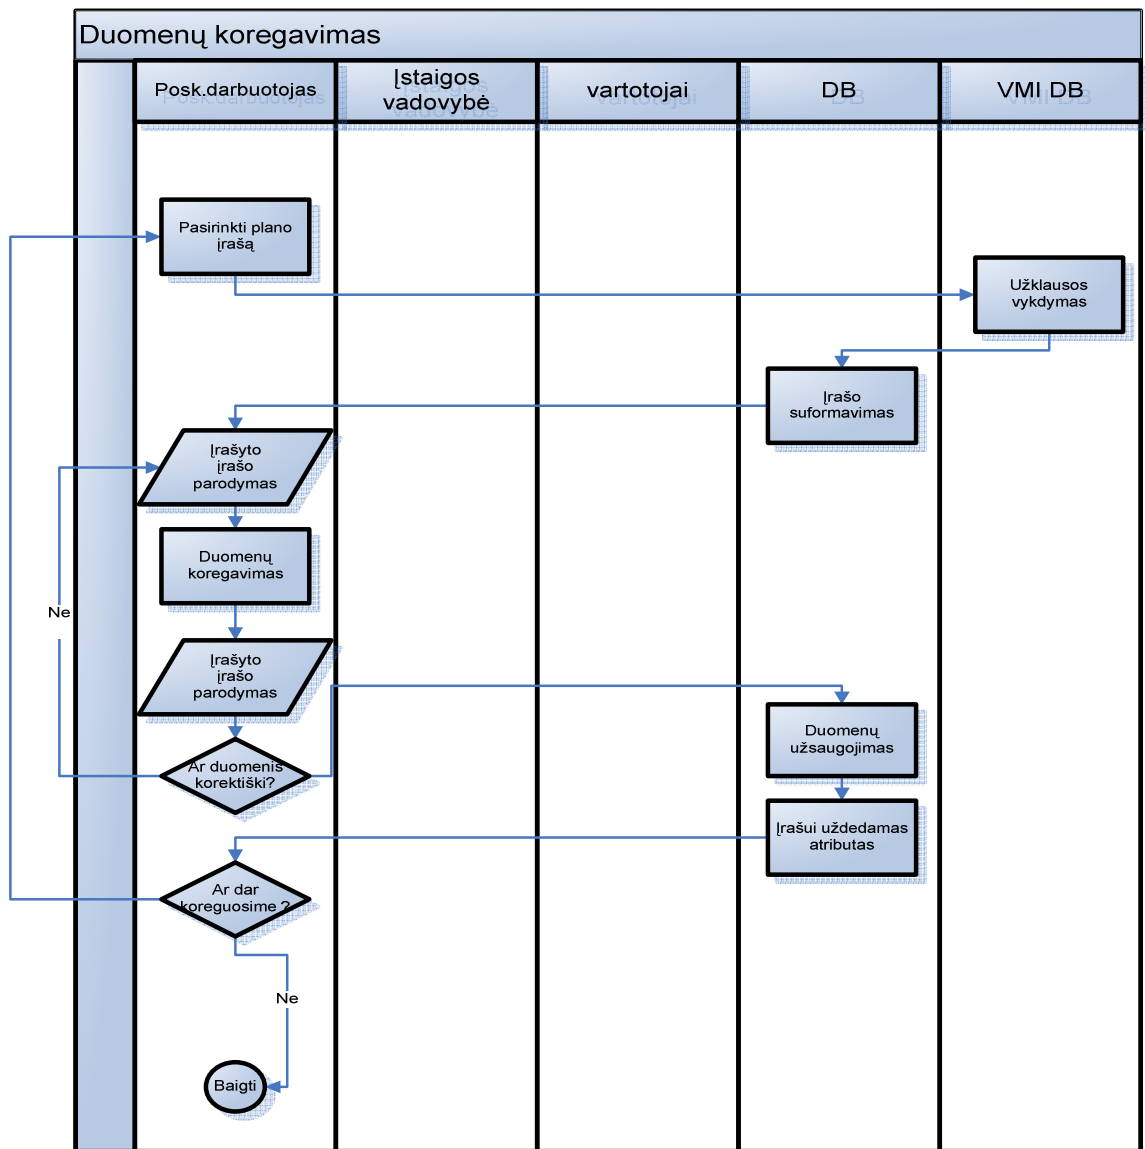 Duomenų koregavimas
Posk.darbuotojas
Įstaigos
vadovybė
vartotojai
DB
VMI DB
Pasirinkti plano
įrašą
Užklausos
vykdymas
Įrašo
suformavimas
Įrašyto
įrašo
parodymas
Duomenų
koregavimas
Ne
Įrašyto
įrašo
parodymas
Duomenų
užsaugojimas
Ar duomenis
korektiški?
Įrašui uždedamas
atributas
Ar dar
koreguosime ?
Ne
Baigti